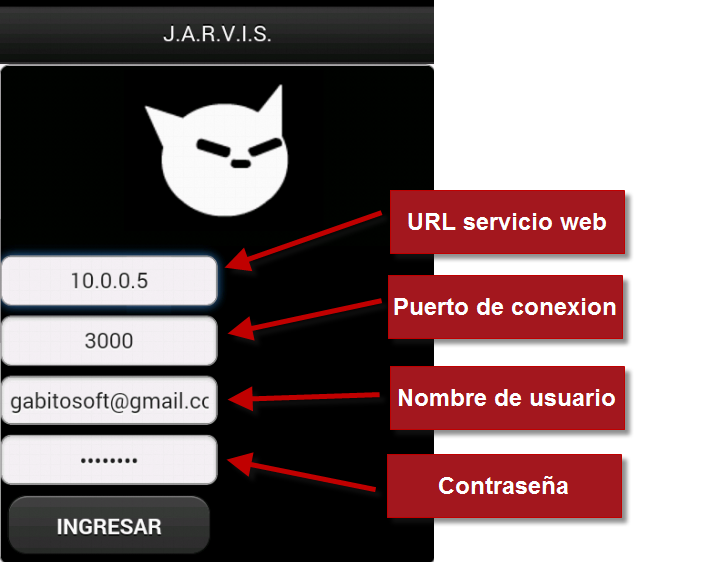 J.A.R.V.I.S.
URL servicio web
10.0.0.5
Puerto de conexion
3000
Nombre de usuario
gabitosoft@gmail.cc
Contraseña
••••••••
INGRESAR